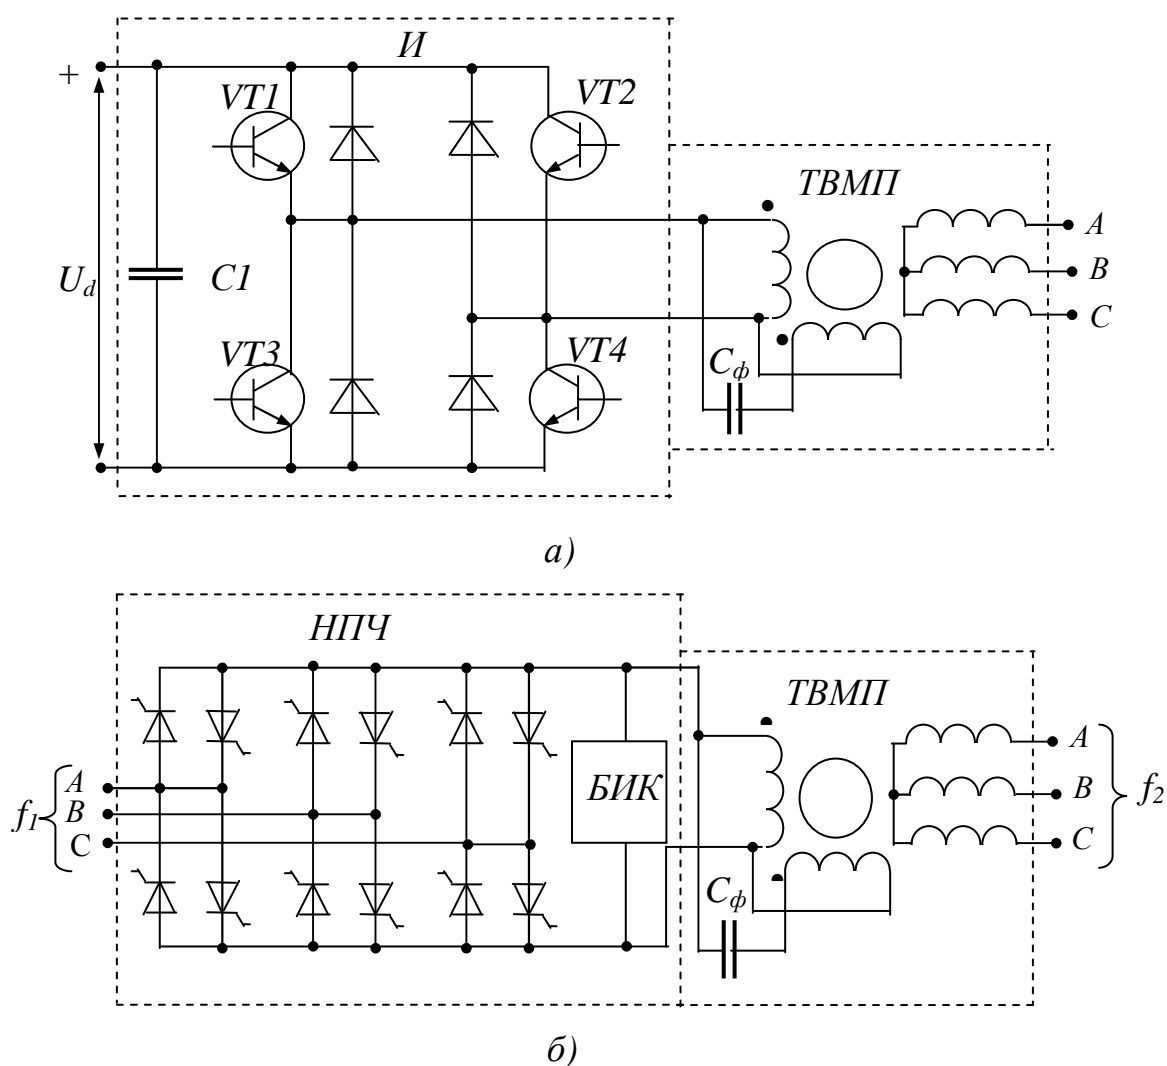 И
+
VT1
VT2
ТВМП
A
U_d
C1
B
C
VT3
VT4
C_ф
а)
НПЧ
ТВМП
A
A
БИК
f_1
B
B
f_2
C
C
C_ф
б)